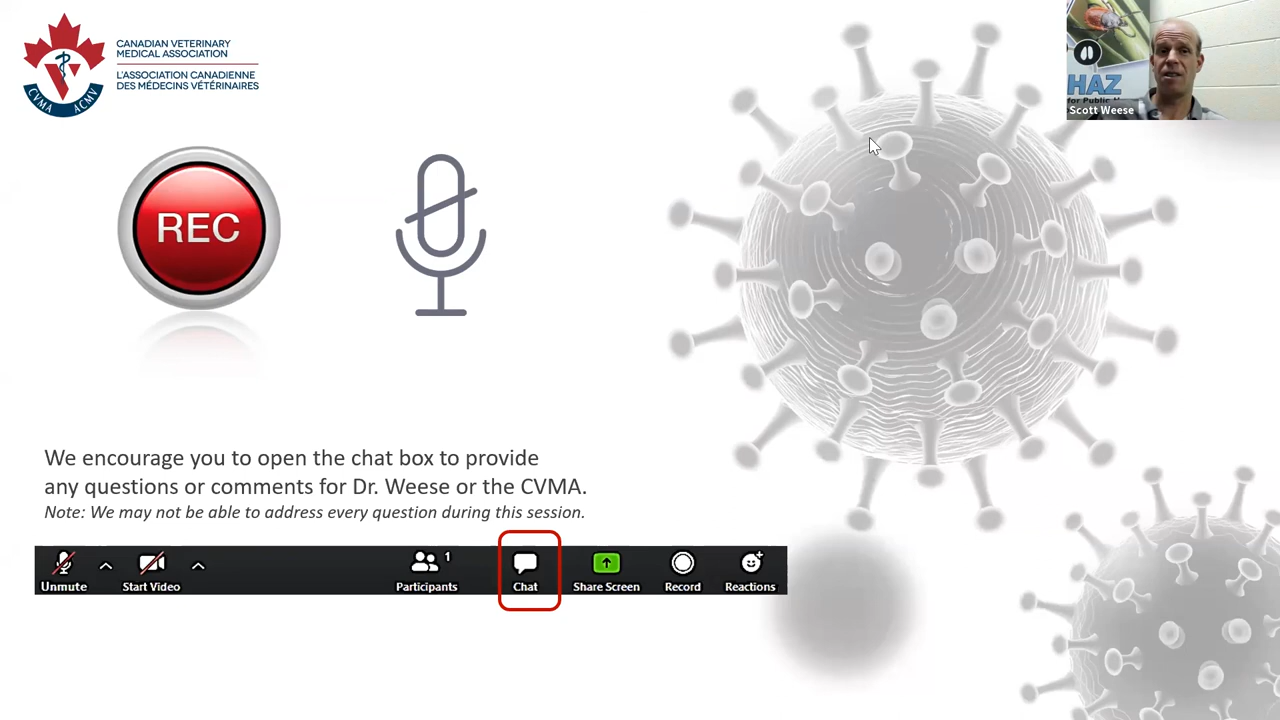 CANADIAN VETERINARY
MEDICAL ASSOCIATION
L'ASSOCIATION CANADIENNE
DES MÉDECINS VÉTÉRINAIRES
CVMA ACMV
HAZ
for Public
Scott Weese
REC
We encourage you to open the chat box to provide
any questions or comments for Dr. Weese or the CVMA.
Note: We may not be able to address every question during this session.
Unmute
Start Video
Participants
1
Chat
Share Screen
Record
Reactions